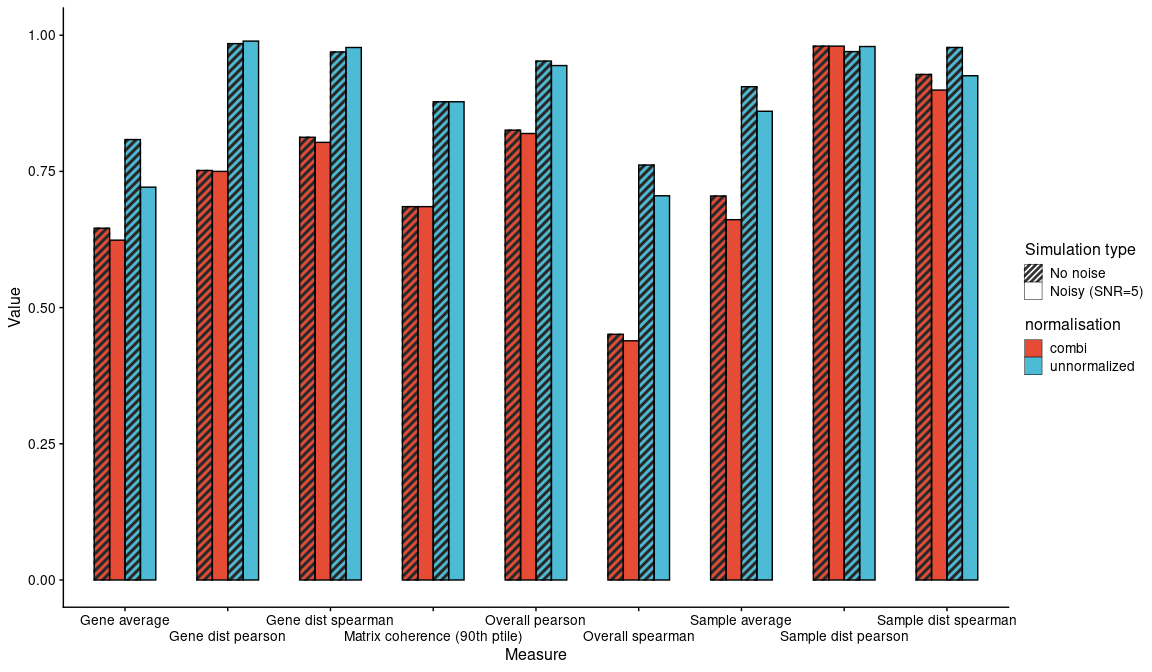 1.00
0.75
0.50
0.25
0.00
Value
Gene average
Gene dist pearson
Gene dist spearman
Matrix coherence (90th ptile)
Overall pearson
Overall spearman
Sample average
Sample dist pearson
Sample dist spearman
Measure
Simulation type
No noise
Noisy (SNR=5)
normalisation
combi
unnormalized